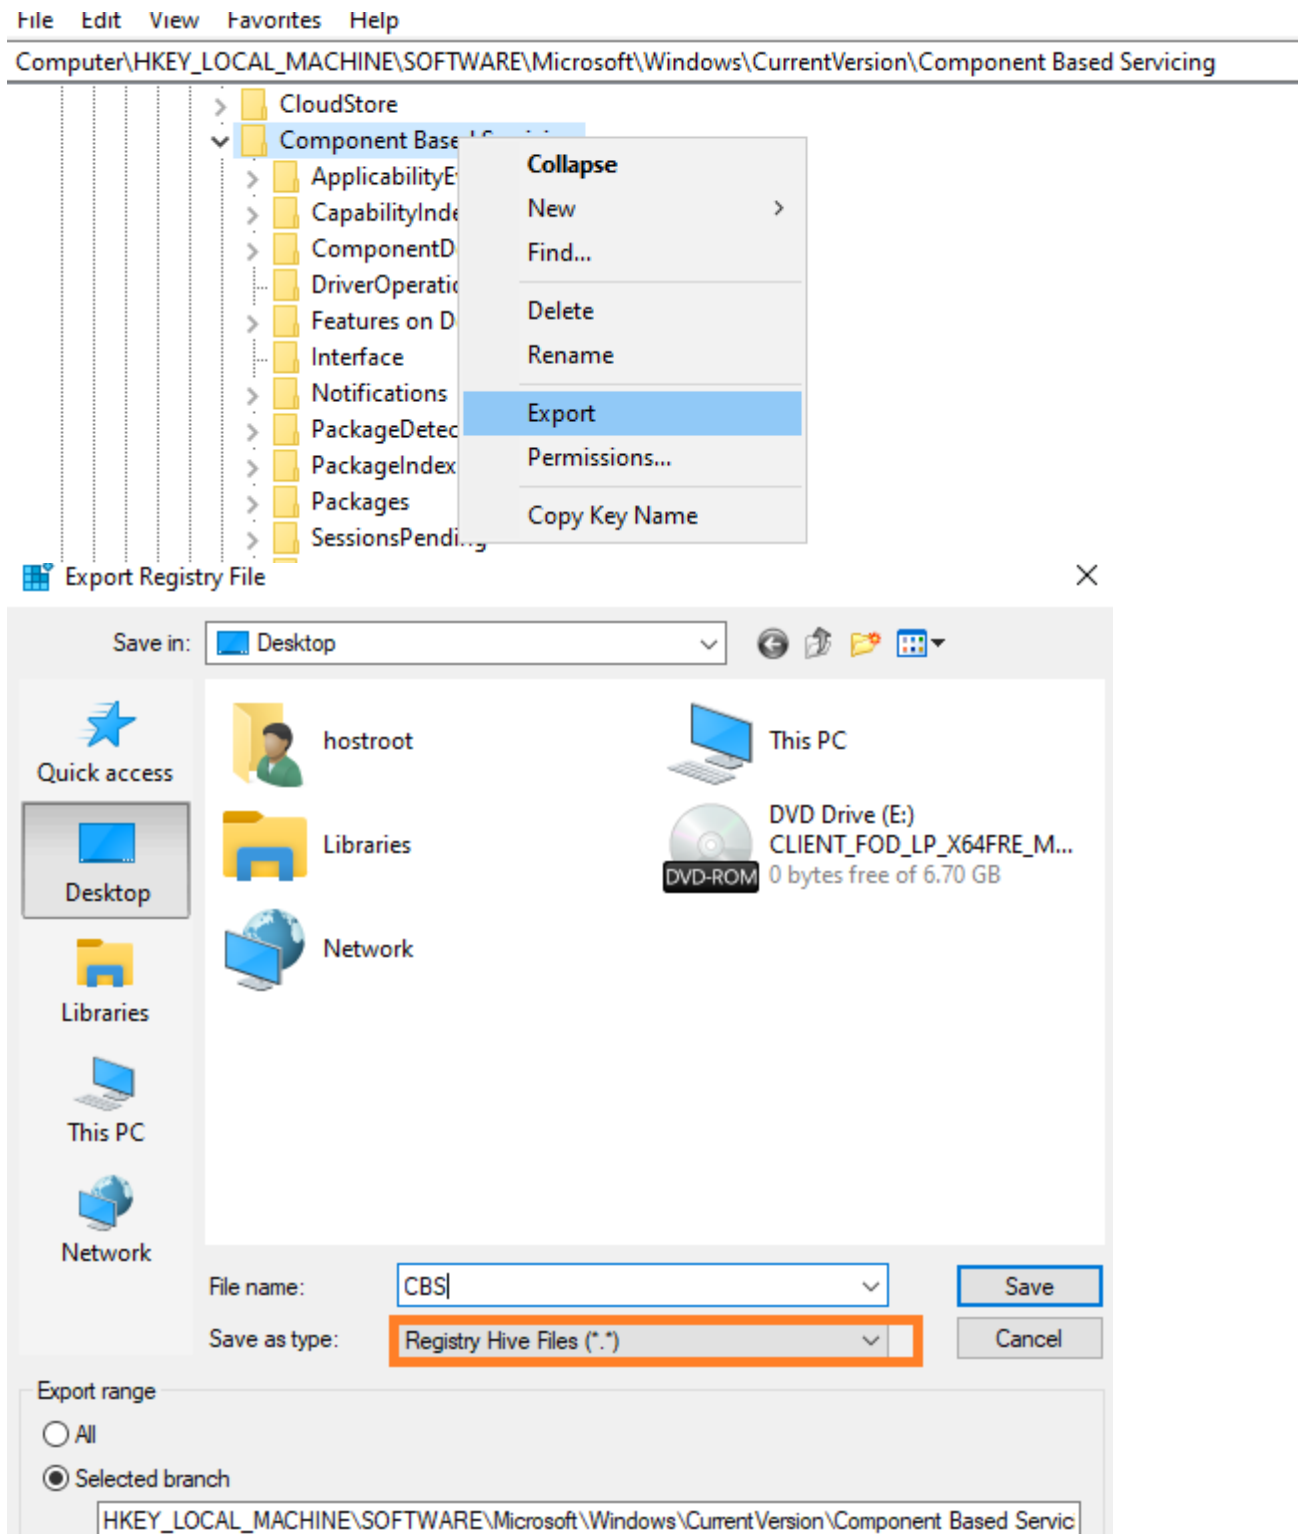 File Edit View Favorites Help
Computer\HKEY_LOCAL_MACHINE\SOFTWARE\Microsoft\Windows\CurrentVersion\Component Based Servicing
CloudStore
Component Base
ApplicabilityE
CapabilityInde
ComponentD
DriverOperatio
Features on D
Interface
Notifications
PackageDetec
PackageIndex
Packages
SessionsPending
Collapse
New
Find...
Delete
Rename
Export
Permissions...
Copy Key Name
Export Registry File
Save in:
Desktop
Quick access
Desktop
Libraries
This PC
Network
hostroot
This PC
Libraries
DVD Drive (E:)
CLIENT_FOD_LP_X64FRE_M...
DVD-ROM
0 bytes free of 6.70 GB
Network
File name:
CBS
Save
Save as type:
Registry Hive Files (*.*)
Cancel
Export range
All
Selected branch
HKEY_LOCAL_MACHINE\SOFTWARE\Microsoft\Windows\CurrentVersion\Component Based Servic